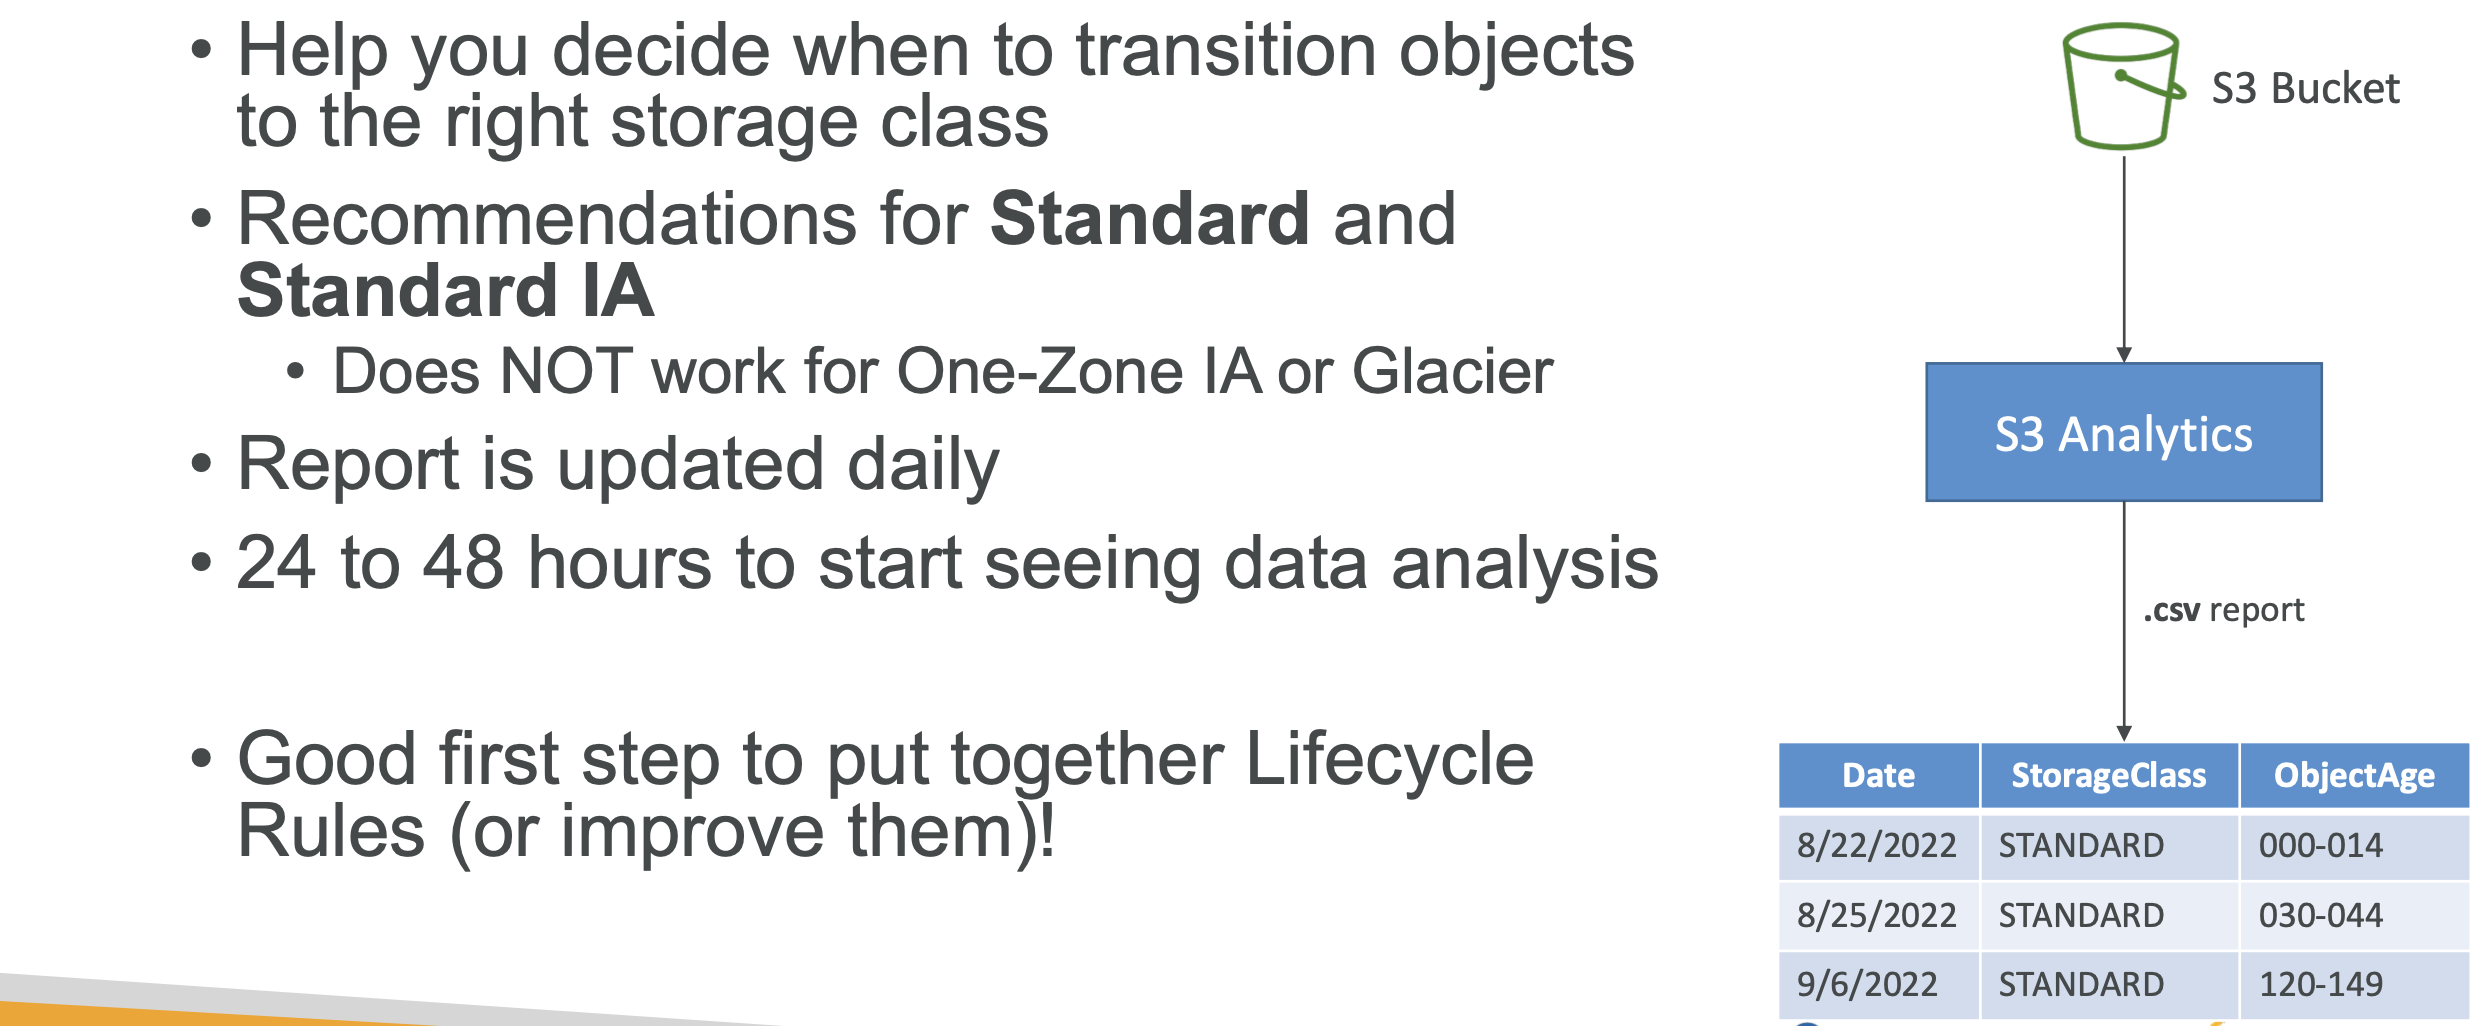 • Help you decide when to transition objects
to the right storage class
• Recommendations for Standard and
Standard IA
• Does NOT work for One-Zone IA or Glacier
• Report is updated daily
• 24 to 48 hours to start seeing data analysis
• Good first step to put together Lifecycle
Rules (or improve them)!
S3 Bucket
S3 Analytics
.csv report
Date StorageClass ObjectAge
8/22/2022 STANDARD 000-014
8/25/2022 STANDARD 030-044
9/6/2022 STANDARD 120-149